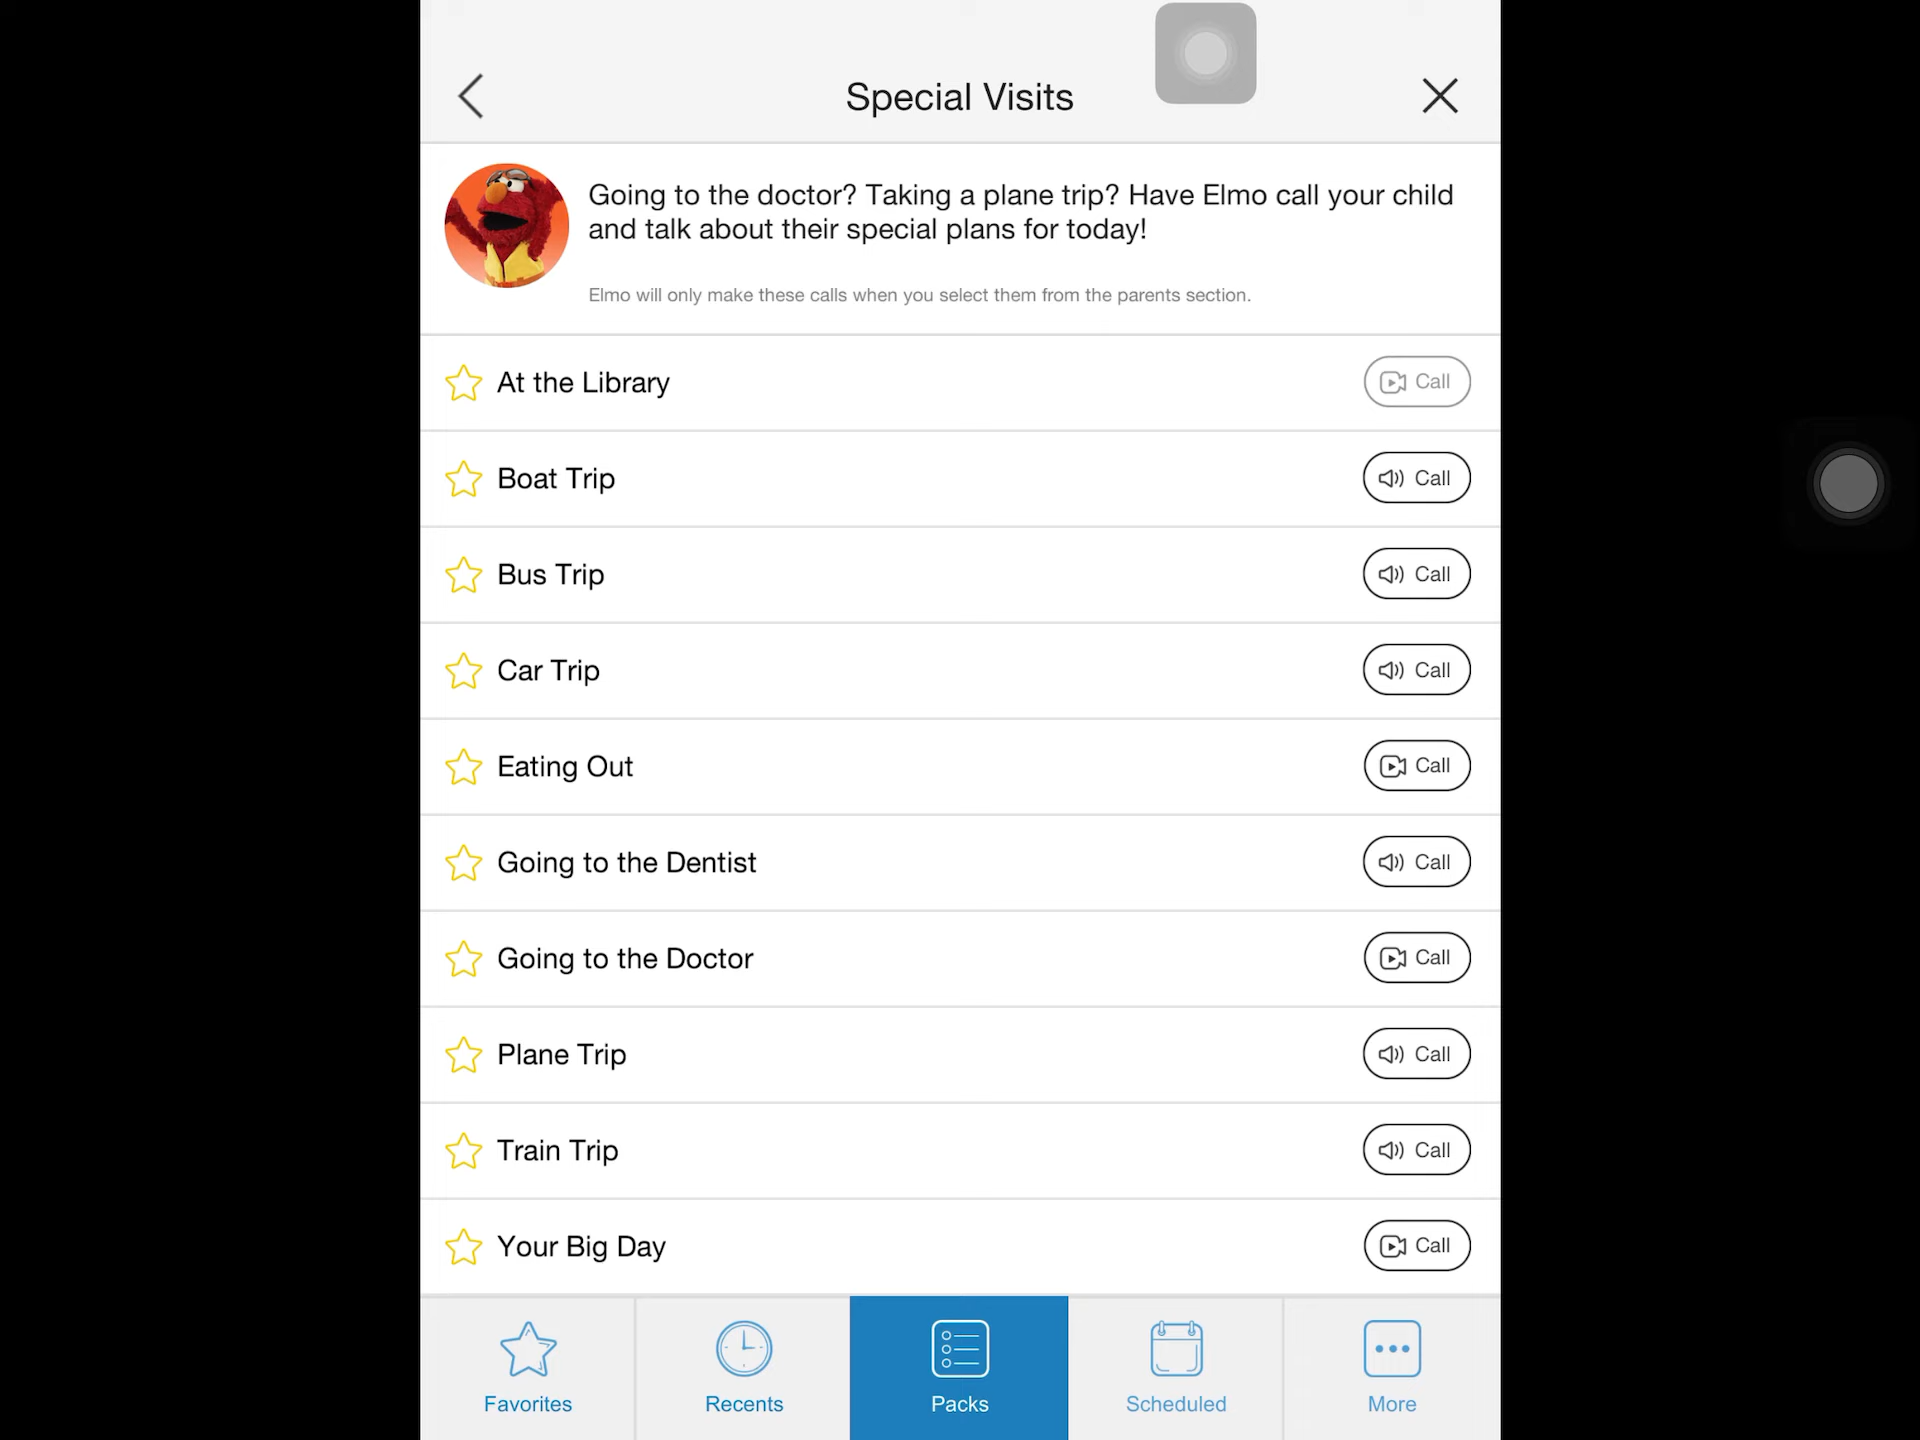 Special Visits
Going to the doctor? Taking a plane trip? Have Elmo call your child
and talk about their special plans for today!
Elmo will only make these calls when you select them from the parents section.
At the Library
Call
Boat Trip
Call
Bus Trip
Call
Car Trip
Call
Eating Out
Call
Going to the Dentist
Call
Going to the Doctor
Call
Plane Trip
Call
Train Trip
Call
Your Big Day
Call
Favorites
Recents
Packs
Scheduled
More